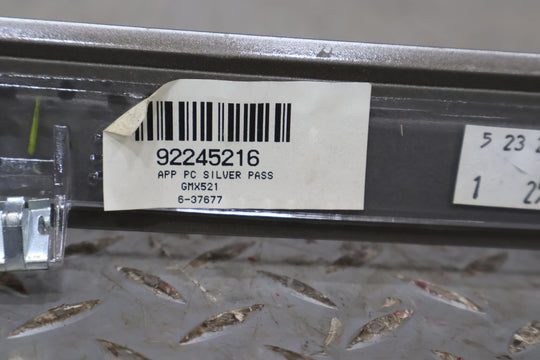 92245216
APP PC SILVER PASS
GMX521
6-37677
5 23
1